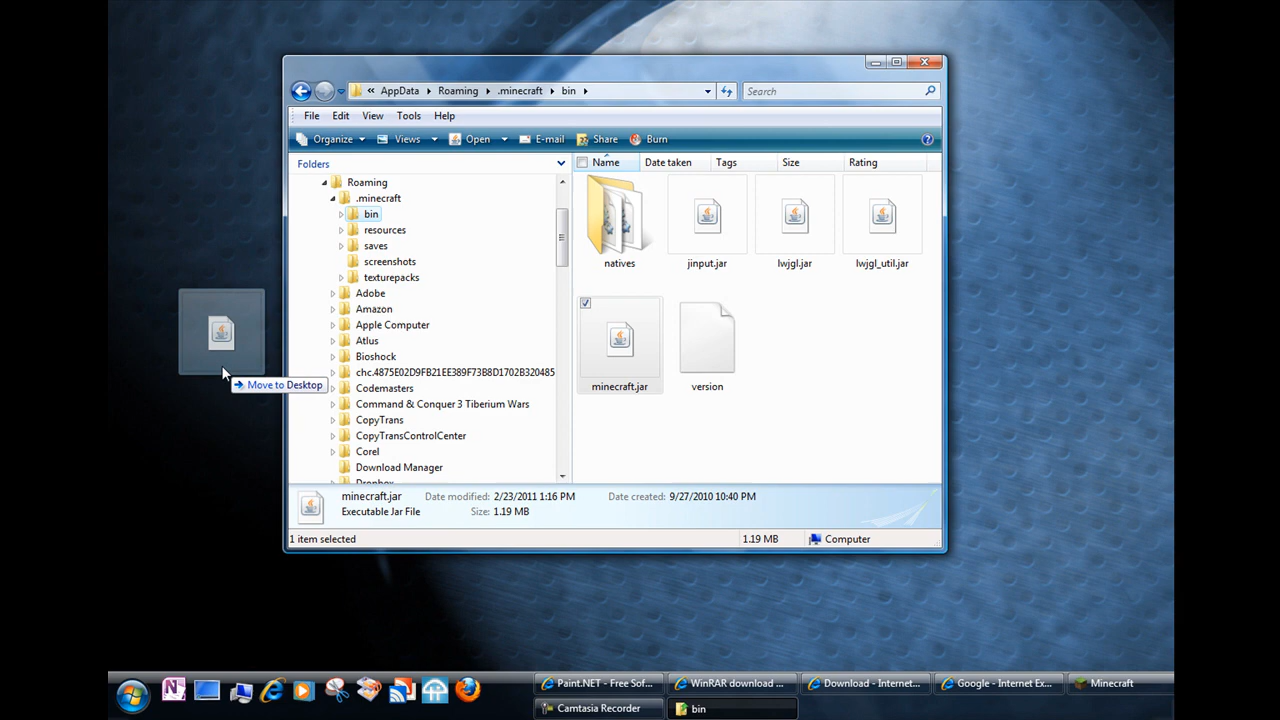 « AppData Roaming .minecraft bin
Search
File Edit View Tools Help
Organize Views Open E-mail Share Burn
Folders
Name Date taken Tags Size Rating
Roaming
.minecraft
bin
resources
saves
screenshots
texturepacks
Adobe
Amazon
Apple Computer
Atlus
Bioshock
chc.4875E02D9FB21EE389F73B8D1702B320485
Codemasters
Command & Conquer 3 Tiberium Wars
CopyTrans
CopyTransControlCenter
Corel
Download Manager
Dropbox
natives
jinput.jar
lwjgl.jar
lwjgl_util.jar
minecraft.jar
version
Move to Desktop
minecraft.jar Date modified: 2/23/2011 1:16 PM Date created: 9/27/2010 10:40 PM
Executable Jar File Size: 1.19 MB
1 item selected 1.19 MB Computer
Paint.NET - Free Sof...
WinRAR download ...
Download - Internet...
Google - Internet Ex...
Minecraft
Camtasia Recorder
bin